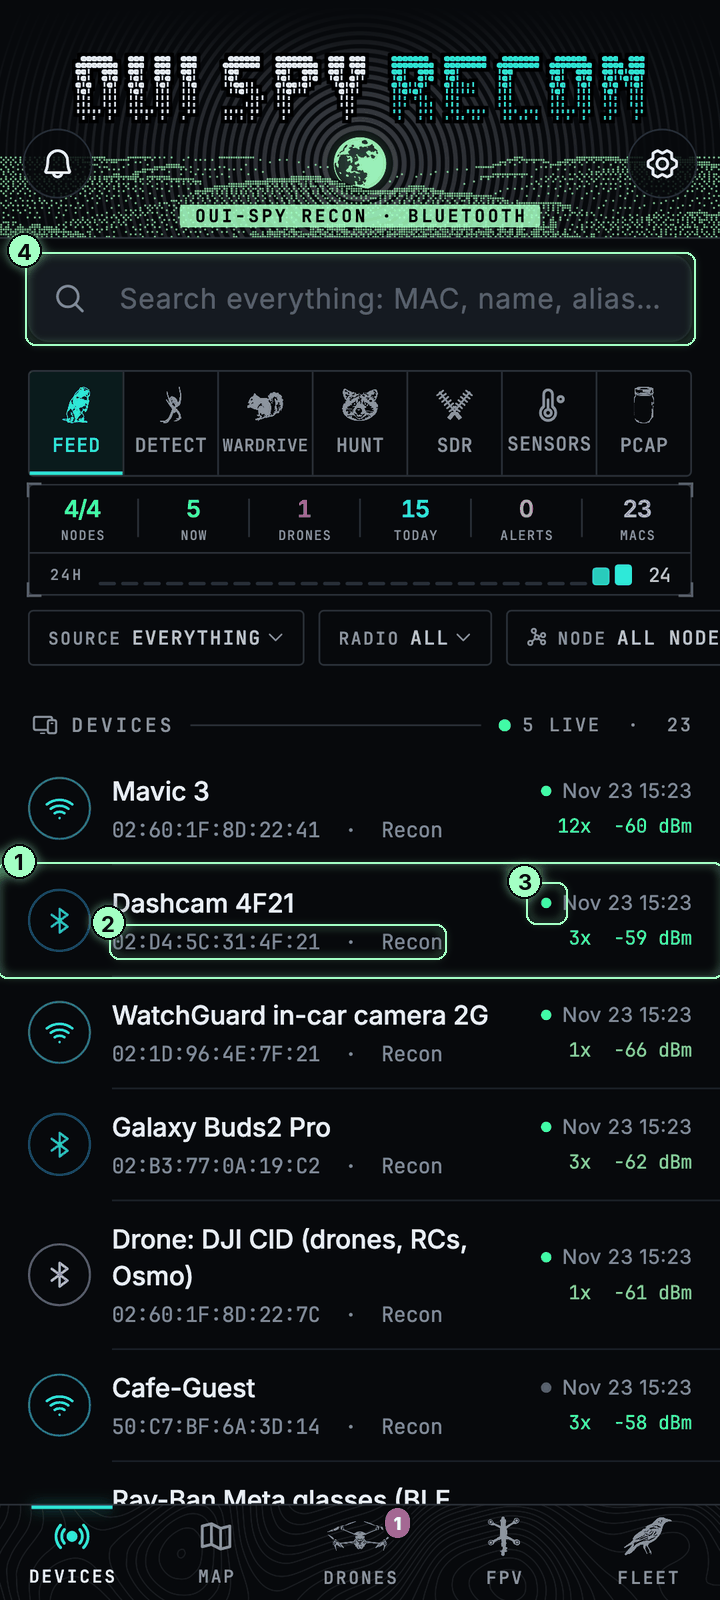 OUI SPY RECON
OUI-SPY RECON · BLUETOOTH
4
Search everything: MAC, name, alias...
FEED DETECT WARDRIVE HUNT SDR SENSORS PCAP
4/4 5 1 15 0 23
NODES NOW DRONES TODAY ALERTS MACS
24H 24
SOURCE EVERYTHING RADIO ALL NODE ALL NODE
DEVICES 5 LIVE · 23
Mavic 3 Nov 23 15:23
02:60:1F:8D:22:41 · Recon 12x -60 dBm
1
3
Dashcam 4F21 Nov 23 15:23
2
02:D4:5C:31:4F:21 · Recon 3x -59 dBm
WatchGuard in-car camera 2G Nov 23 15:23
02:1D:96:4E:7F:21 · Recon 1x -66 dBm
Galaxy Buds2 Pro Nov 23 15:23
02:B3:77:0A:19:C2 · Recon 3x -62 dBm
Drone: DJI CID (drones, RCs, Nov 23 15:23
Osmo) 1x -61 dBm
02:60:1F:8D:22:7C · Recon
Cafe-Guest Nov 23 15:23
50:C7:BF:6A:3D:14 · Recon 3x -58 dBm
Ray-Ban Meta glasses (BLE
1
DEVICES MAP DRONES FPV FLEET